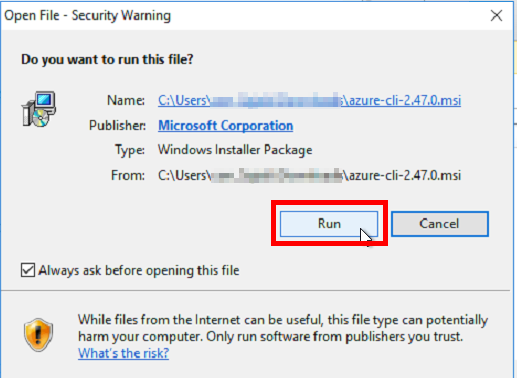 Open File - Security Warning
Do you want to run this file?
Name: C:\Users\ \azure-cli-2.47.0.msi
Publisher: Microsoft Corporation
Type: Windows Installer Package
From: C:\Users\ \azure-cli-2.47.0.msi
Run Cancel
Always ask before opening this file
While files from the Internet can be useful, this file type can potentially
harm your computer. Only run software from publishers you trust.
What's the risk?